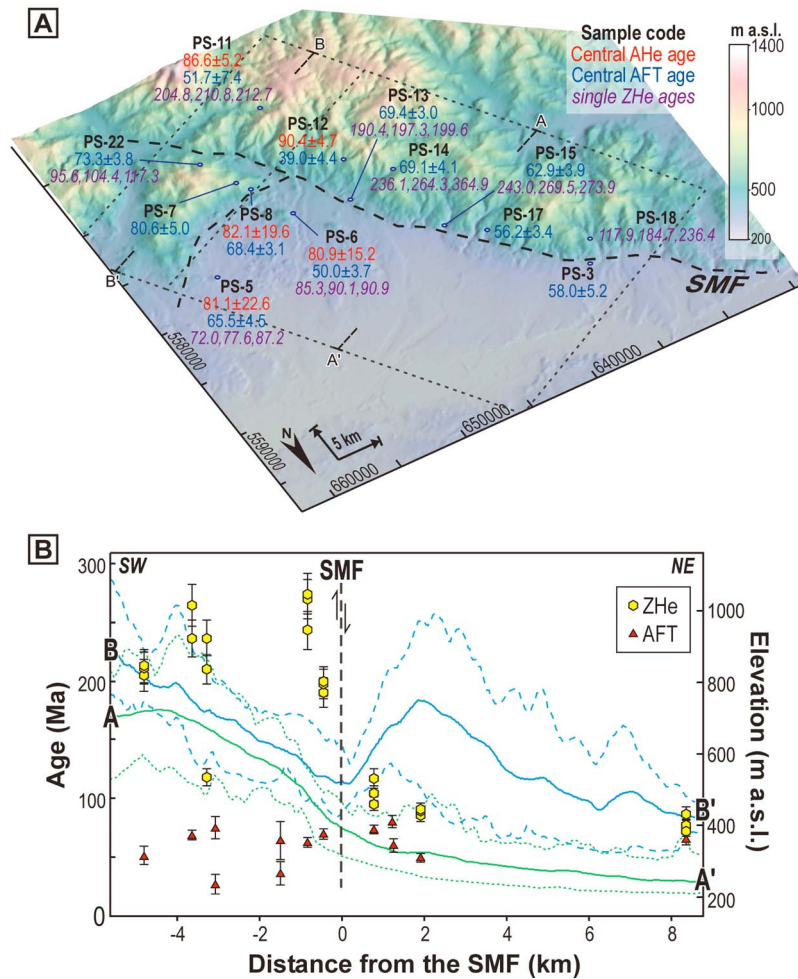 A
Sample code
Central AHe age
Central AFT age
single ZHe ages
m a.s.l.
1400
1000
500
200
PS-11
86.6±5.2
51.7±7.4
204.8,210.8,212.7
B
PS-13
69.4±3.0
190.4,197.3,199.6
A
PS-12
90.4±4.7
39.0±4.4
PS-22
73.3±3.8
95.6,104.4,117.3
PS-14
69.1±4.1
236.1,264.3,364.9
PS-15
62.9±3.9
243.0,269.5,273.9
PS-7
80.6±5.0
PS-8
82.1±19.6
68.4±3.1
PS-6
80.9±15.2
50.0±3.7
85.3,90.1,90.9
PS-17
56.2±3.4
PS-18
117.9,184.7,236.4
PS-3
58.0±5.2
SMF
B'
PS-5
81.1±22.6
65.5±4.5
72.0,77.6,87.2
A'
5580000
5590000
640000
650000
660000
N
5 km
B
300
SW
SMF
NE
ZHe
AFT
1000
B
200
800
A
Age (Ma)
Elevation (m a.s.l.)
600
100
400
B'
A'
200
0
-4
-2
0
2
4
6
8
Distance from the SMF (km)